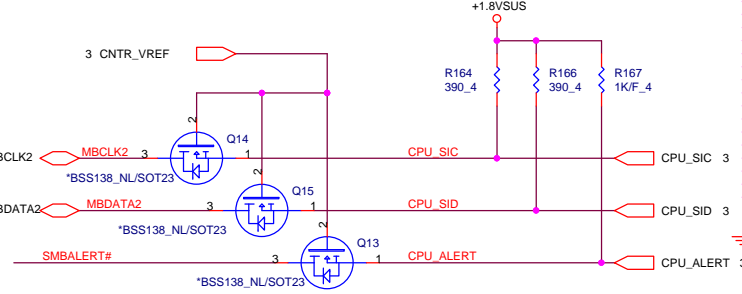 +1.8VSUS
3 CNTR_VREF
R164
390_4
R166
390_4
R167
1K/F_4
2
Q14
BCLK2
MBCLK2
3
1
CPU_SIC
CPU_SIC 3
*BSS138_NL/SOT23
2
Q15
BDATA2
MBDATA2
3
1
CPU_SID
CPU_SID 3
*BSS138_NL/SOT23
2
Q13
SMBALERT#
3
1
CPU_ALERT
CPU_ALERT 3
*BSS138_NL/SOT23